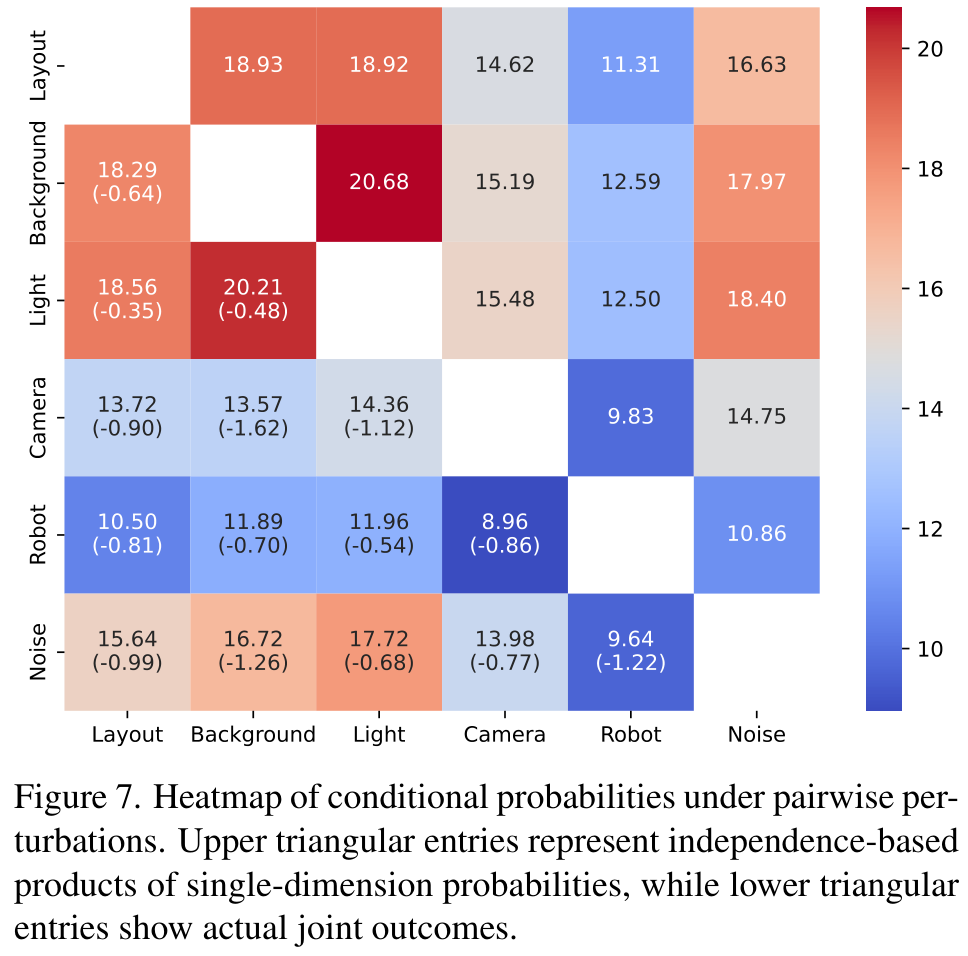 Layout 18.93 18.92 14.62 11.31 16.63
Background 18.29 20.68 15.19 12.59 17.97
(-0.64)
Light 18.56 20.21 15.48 12.50 18.40
(-0.35) (-0.48)
Camera 13.72 13.57 14.36 9.83 14.75
(-0.90) (-1.62) (-1.12)
Robot 10.50 11.89 11.96 8.96 10.86
(-0.81) (-0.70) (-0.54) (-0.86)
Noise 15.64 16.72 17.72 13.98 9.64
(-0.99) (-1.26) (-0.68) (-0.77) (-1.22)
Layout Background Light Camera Robot Noise
20
18
16
14
12
10
Figure 7. Heatmap of conditional probabilities under pairwise per-
turbations. Upper triangular entries represent independence-based
products of single-dimension probabilities, while lower triangular
entries show actual joint outcomes.